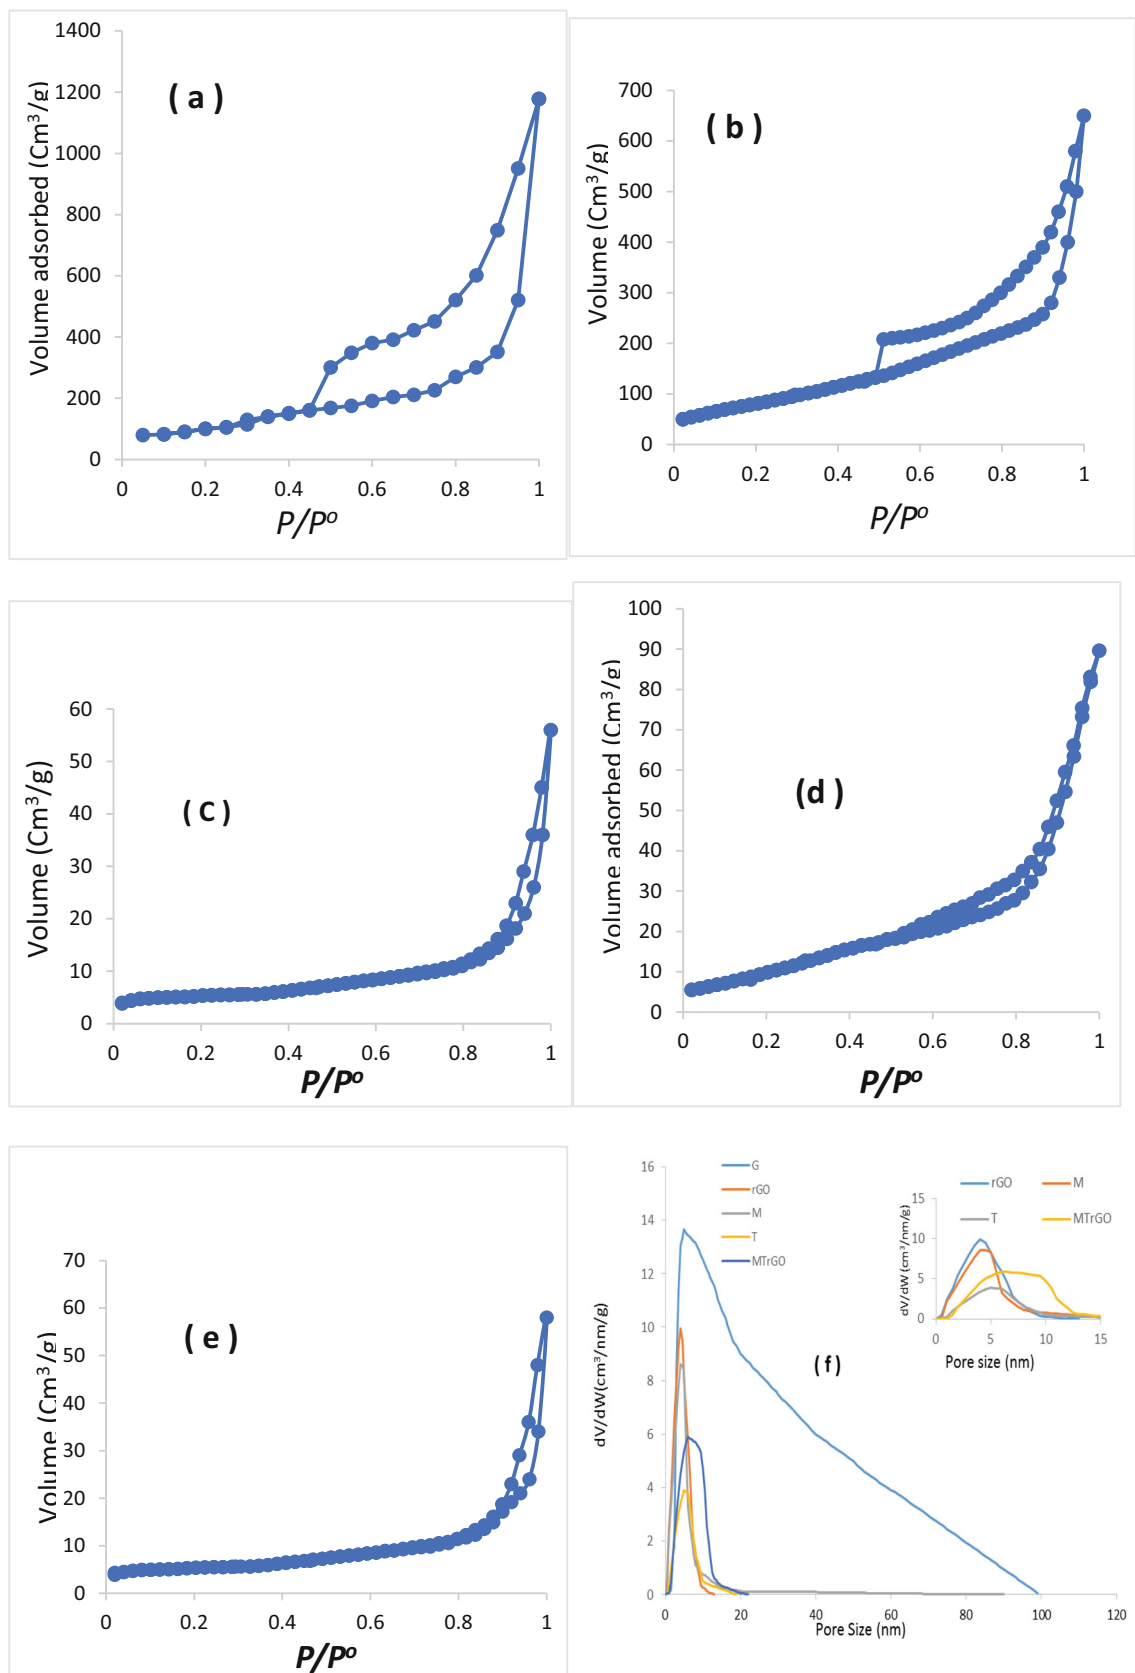 ( a )
Volume adsorbed (Cm³/g)
1400
1200
1000
800
600
400
200
0
0 0.2 0.4 0.6 0.8 1
P/Pᵒ
( b )
Volume (Cm³/g)
700
600
500
400
300
200
100
0
0 0.2 0.4 0.6 0.8 1
P/Pᵒ
( C )
Volume (Cm³/g)
60
50
40
30
20
10
0
0 0.2 0.4 0.6 0.8 1
P/Pᵒ
(d )
Volume adsorbed (Cm³/g)
100
90
80
70
60
50
40
30
20
10
0
0 0.2 0.4 0.6 0.8 1
P/Pᵒ
( e )
Volume (Cm³/g)
70
60
50
40
30
20
10
0
0 0.2 0.4 0.6 0.8 1
P/Pᵒ
( f )
G
rGO
M
T
MTrGO
dV/dW(cm³/nm/g)
16
14
12
10
8
6
4
2
0
0 20 40 60 80 100 120
Pore Size (nm)
rGO M
T MTrGO
dV/dW (cm³/nm/g)
15
10
5
0
0 5 10 15
Pore size (nm)